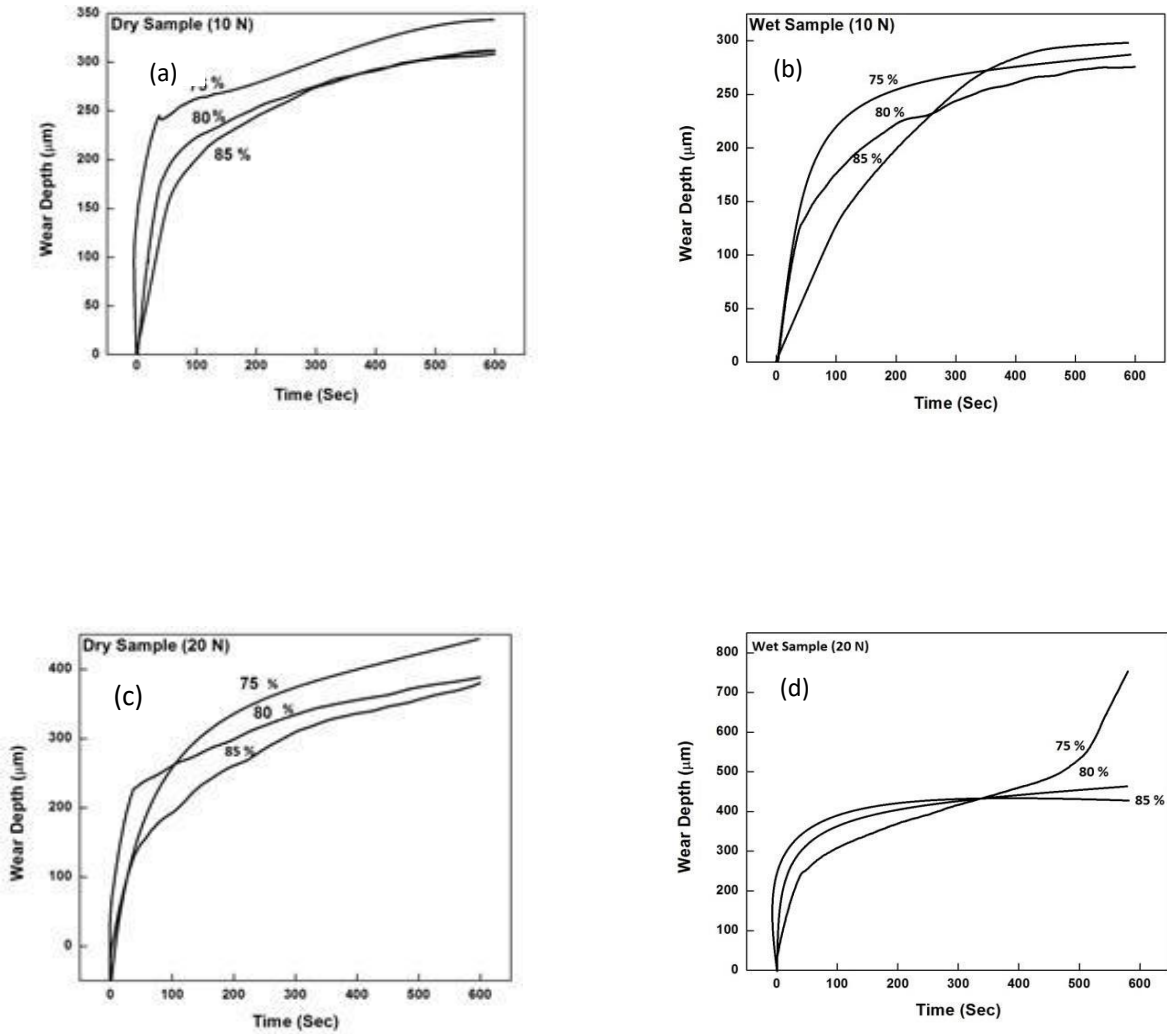 Dry Sample (10 N)
(a)
75 %
80 %
85 %
350
300
250
200
150
100
50
0
Wear Depth (μm)
0 100 200 300 400 500 600
Time (Sec)
Wet Sample (10 N)
(b)
75 %
80 %
85 %
300
250
200
150
100
50
0
Wear Depth (μm)
0 100 200 300 400 500 600
Time (Sec)
Dry Sample (20 N)
(c)
75 %
80 %
85 %
400
300
200
100
0
Wear Depth (μm)
0 100 200 300 400 500 600
Time (Sec)
Wet Sample (20 N)
(d)
75 %
80 %
85 %
800
700
600
500
400
300
200
100
0
Wear Depth (μm)
0 100 200 300 400 500 600
Time (Sec)